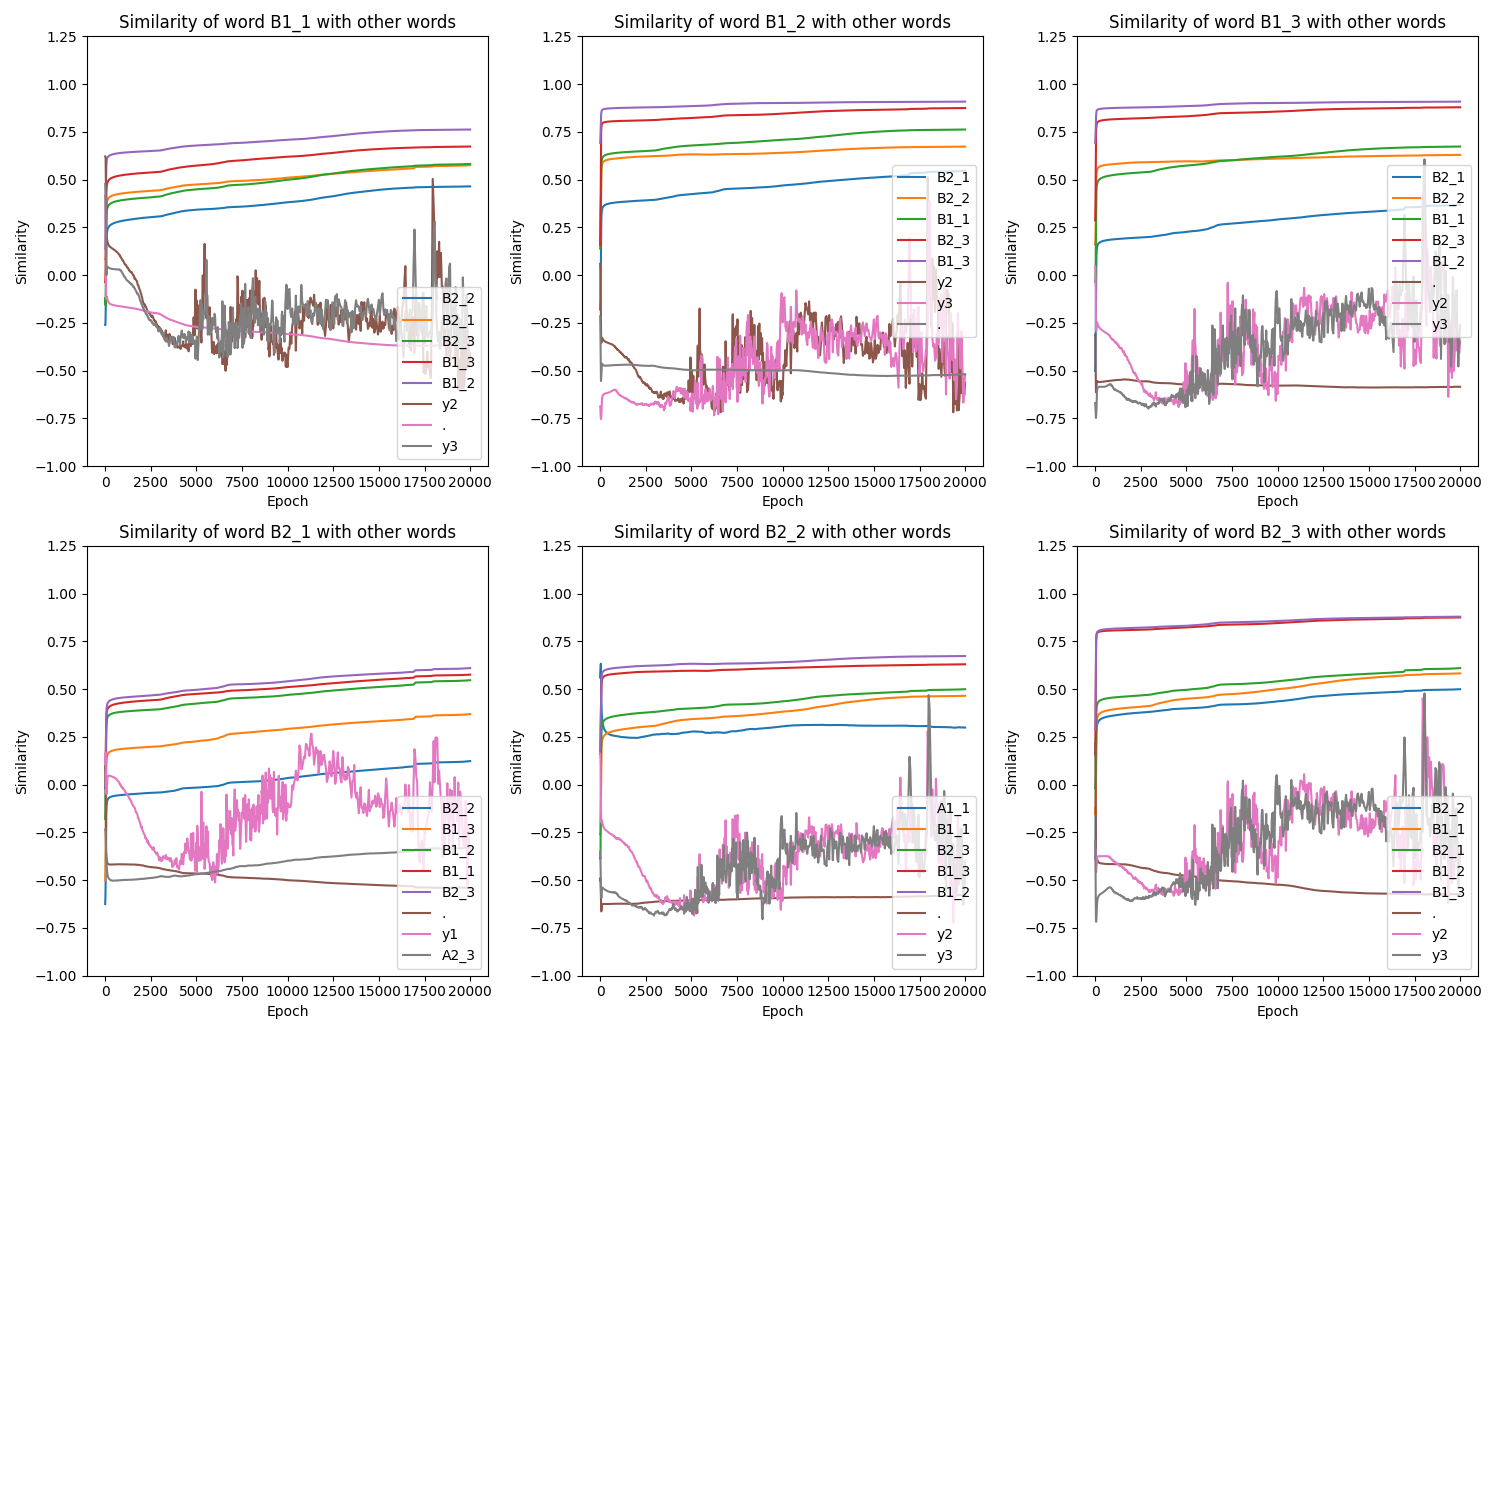 Similarity of word B1_1 with other words
1.25
1.00
0.75
0.50
0.25
0.00
−0.25
−0.50
−0.75
−1.00
Similarity
B2_2
B2_1
B2_3
B1_3
B1_2
y2
.
y3
0 2500 5000 7500 10000 12500 15000 17500 20000
Epoch
Similarity of word B1_2 with other words
1.25
1.00
0.75
0.50
0.25
0.00
−0.25
−0.50
−0.75
−1.00
Similarity
B2_1
B2_2
B1_1
B2_3
B1_3
y2
y3
.
0 2500 5000 7500 10000 12500 15000 17500 20000
Epoch
Similarity of word B1_3 with other words
1.25
1.00
0.75
0.50
0.25
0.00
−0.25
−0.50
−0.75
−1.00
Similarity
B2_1
B2_2
B1_1
B2_3
B1_2
.
y2
y3
0 2500 5000 7500 10000 12500 15000 17500 20000
Epoch
Similarity of word B2_1 with other words
1.25
1.00
0.75
0.50
0.25
0.00
−0.25
−0.50
−0.75
−1.00
Similarity
B2_2
B1_3
B1_2
B1_1
B2_3
.
y1
A2_3
0 2500 5000 7500 10000 12500 15000 17500 20000
Epoch
Similarity of word B2_2 with other words
1.25
1.00
0.75
0.50
0.25
0.00
−0.25
−0.50
−0.75
−1.00
Similarity
A1_1
B1_1
B2_3
B1_3
B1_2
.
y2
y3
0 2500 5000 7500 10000 12500 15000 17500 20000
Epoch
Similarity of word B2_3 with other words
1.25
1.00
0.75
0.50
0.25
0.00
−0.25
−0.50
−0.75
−1.00
Similarity
B2_2
B1_1
B2_1
B1_2
B1_3
.
y2
y3
0 2500 5000 7500 10000 12500 15000 17500 20000
Epoch